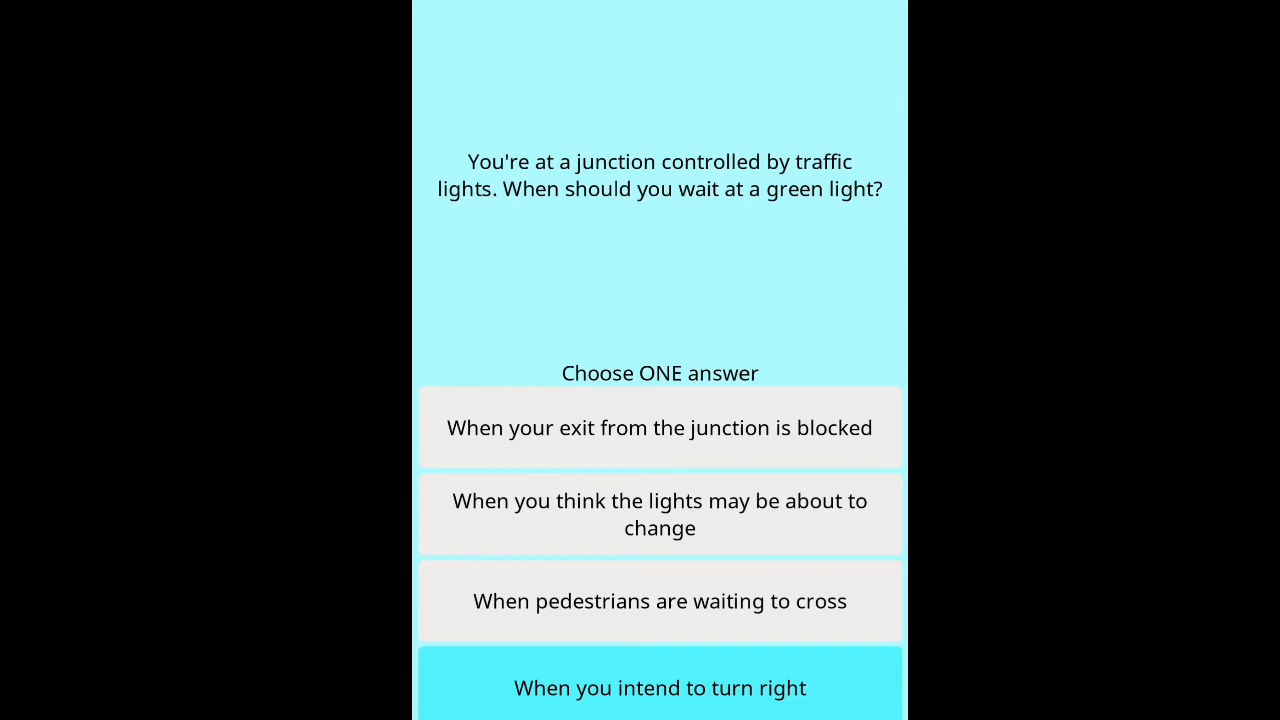 You're at a junction controlled by traffic
lights. When should you wait at a green light?
Choose ONE answer
When your exit from the junction is blocked
When you think the lights may be about to
change
When pedestrians are waiting to cross
When you intend to turn right